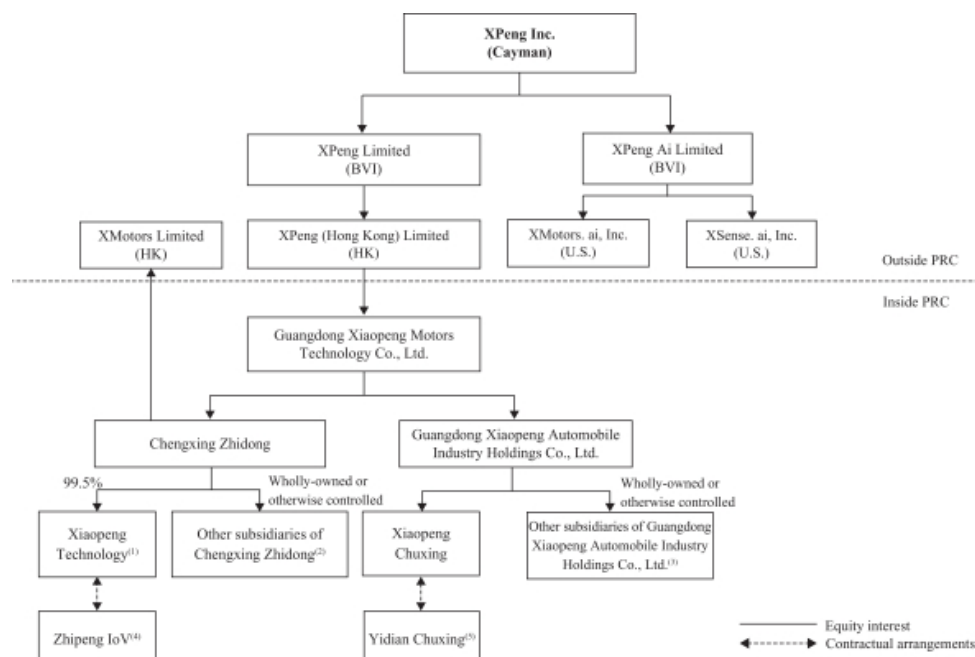 XPeng Inc.
(Cayman)
XPeng Limited
(BVI)
XPeng Ai Limited
(BVI)
XMotors Limited
(HK)
XPeng (Hong Kong) Limited
(HK)
XMotors. ai, Inc.
(U.S.)
XSense. ai, Inc.
(U.S.)
Outside PRC
Inside PRC
Guangdong Xiaopeng Motors
Technology Co., Ltd.
Chengxing Zhidong
Guangdong Xiaopeng Automobile
Industry Holdings Co., Ltd.
99.5%
Wholly-owned or
otherwise controlled
Wholly-owned or
otherwise controlled
Xiaopeng
Technology(1)
Other subsidiaries of
Chengxing Zhidong(2)
Xiaopeng
Chuxing
Other subsidiaries of Guangdong
Xiaopeng Automobile Industry
Holdings Co., Ltd.(3)
Zhipeng IoV(4)
Yidian Chuxing(5)
Equity interest
Contractual arrangements